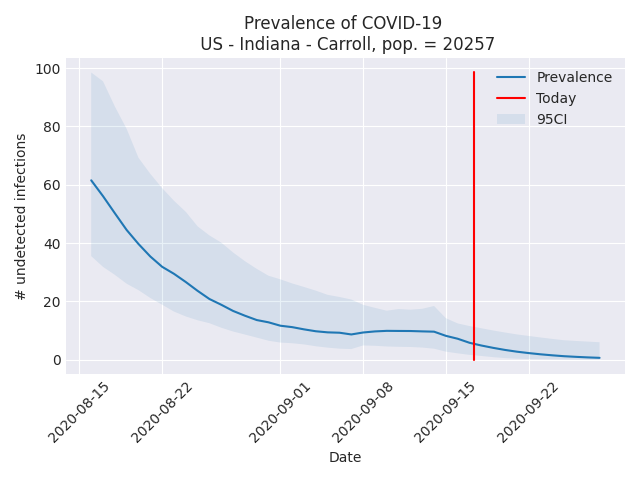 Prevalence of COVID-19
US - Indiana - Carroll, pop. = 20257
100
80
60
40
20
0
# undetected infections
Prevalence
Today
95CI
2020-08-15
2020-08-22
2020-09-01
2020-09-08
2020-09-15
2020-09-22
Date